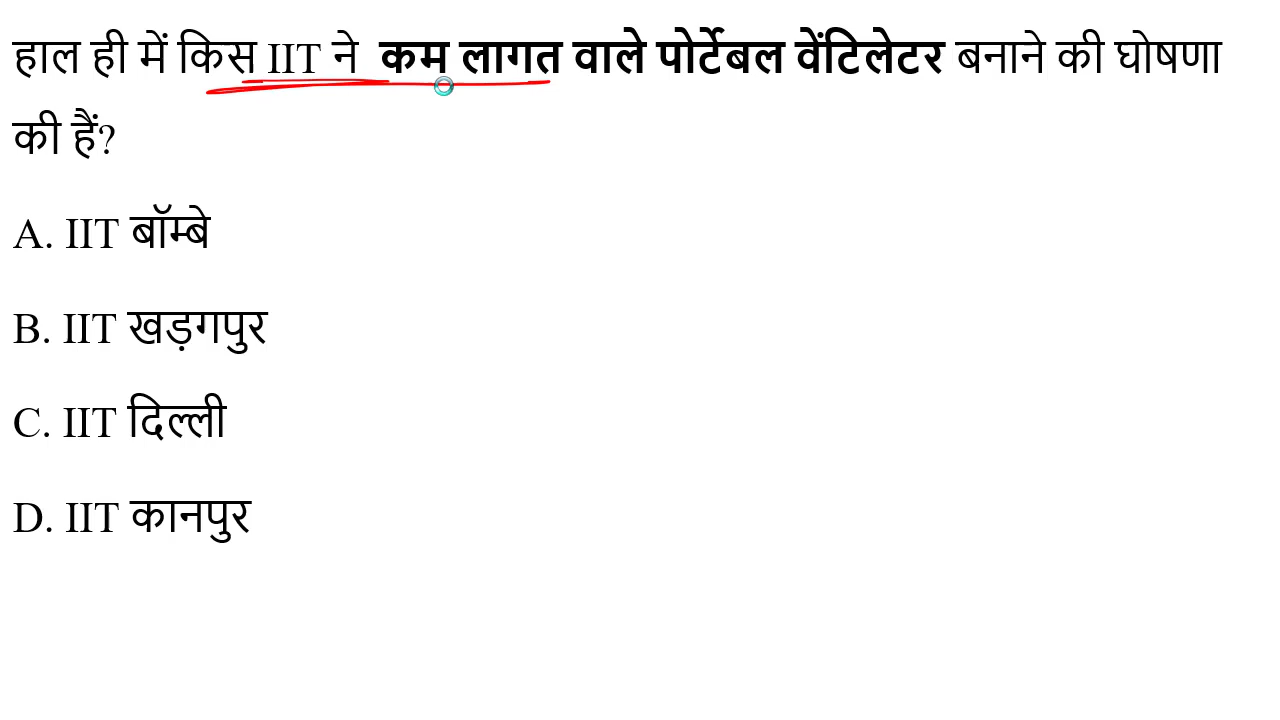 हाल ही में किस IIT ने कम लागत वाले पोर्टेबल वेंटिलेटर बनाने की घोषणा
की हैं?
A. IIT बॉम्बे
B. IIT खड़गपुर
C. IIT दिल्ली
D. IIT कानपुर